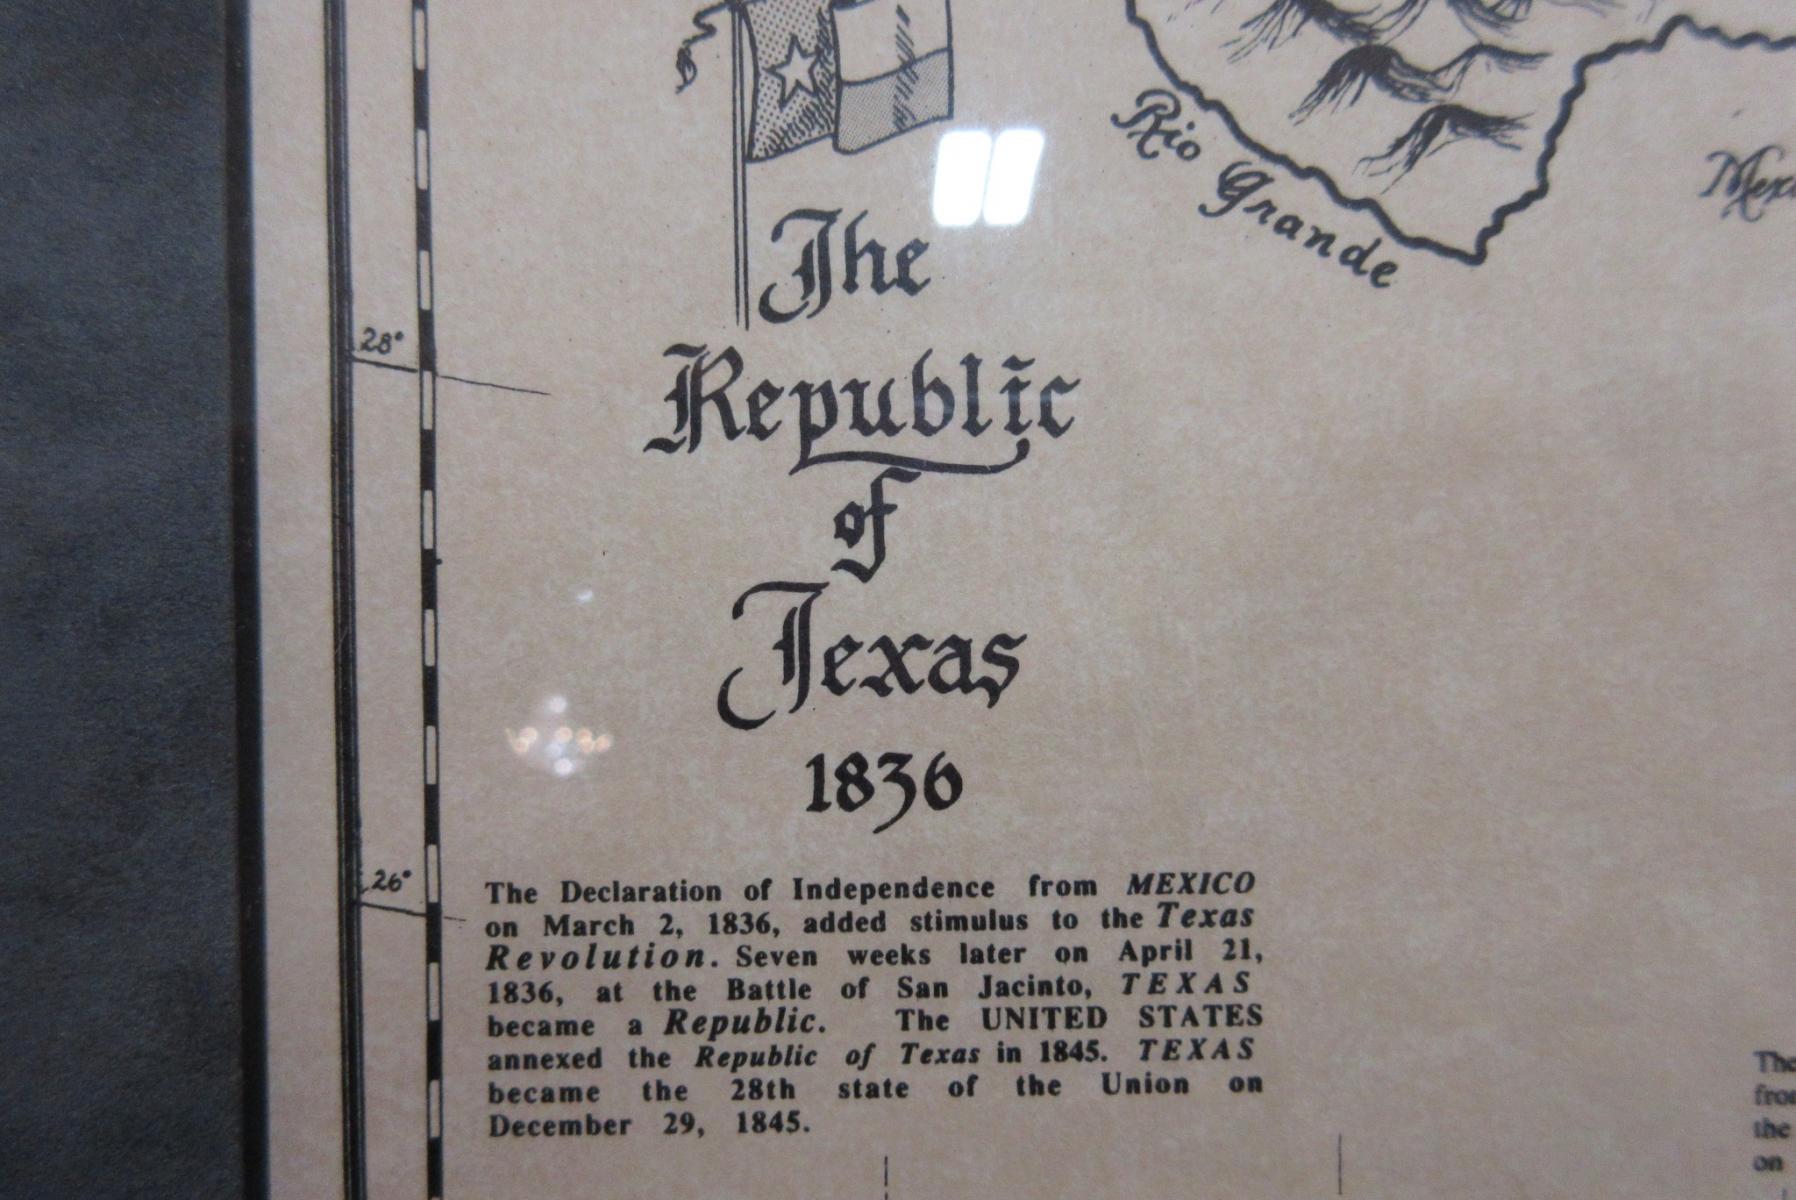 Rio Grande
The
Republic
of
Texas
1836
28°
26°
The Declaration of Independence from MEXICO
on March 2, 1836, added stimulus to the Texas
Revolution. Seven weeks later on April 21,
1836, at the Battle of San Jacinto, TEXAS
became a Republic. The UNITED STATES
annexed the Republic of Texas in 1845. TEXAS
became the 28th state of the Union on
December 29, 1845.
The
the
on